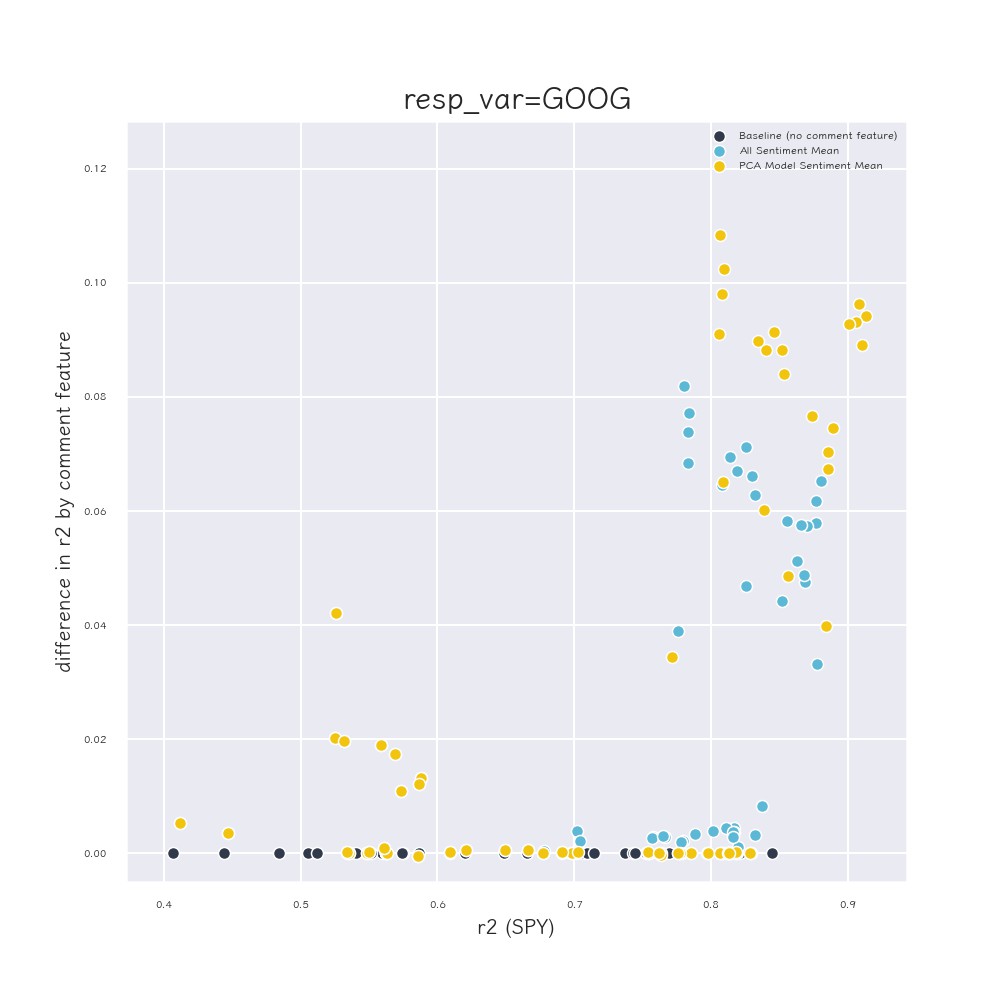 resp_var=GOOG
Baseline (no comment feature)
All Sentiment Mean
PCA Model Sentiment Mean
0.12
0.10
0.08
0.06
0.04
0.02
0.00
difference in r2 by comment feature
0.4 0.5 0.6 0.7 0.8 0.9
r2 (SPY)